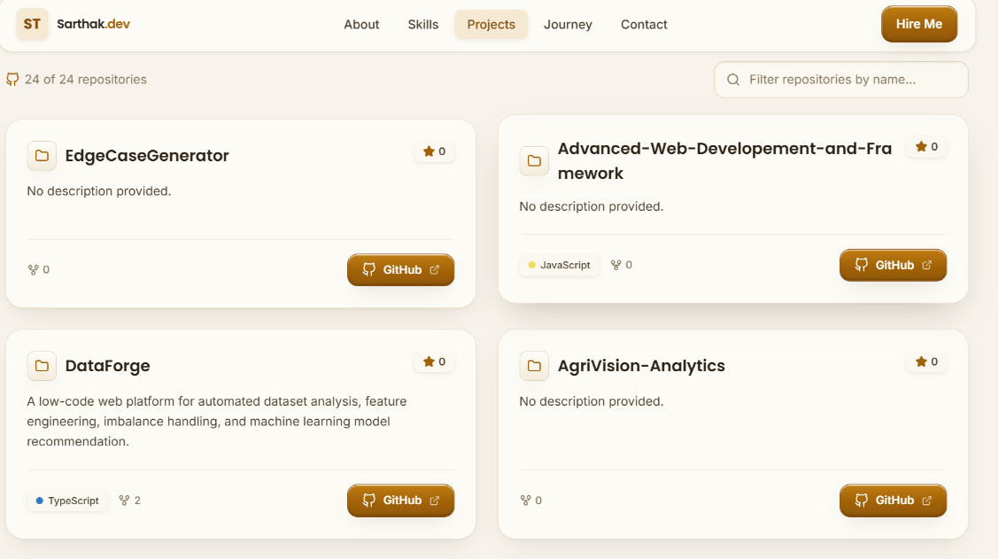 ST Sarthak.dev About Skills Projects Journey Contact Hire Me
24 of 24 repositories Filter repositories by name...
EdgeCaseGenerator 0
No description provided.
0 GitHub
Advanced-Web-Developement-and-Fra 0
mework
No description provided.
JavaScript 0 GitHub
DataForge 0
A low-code web platform for automated dataset analysis, feature
engineering, imbalance handling, and machine learning model
recommendation.
TypeScript 2 GitHub
AgriVision-Analytics 0
No description provided.
0 GitHub